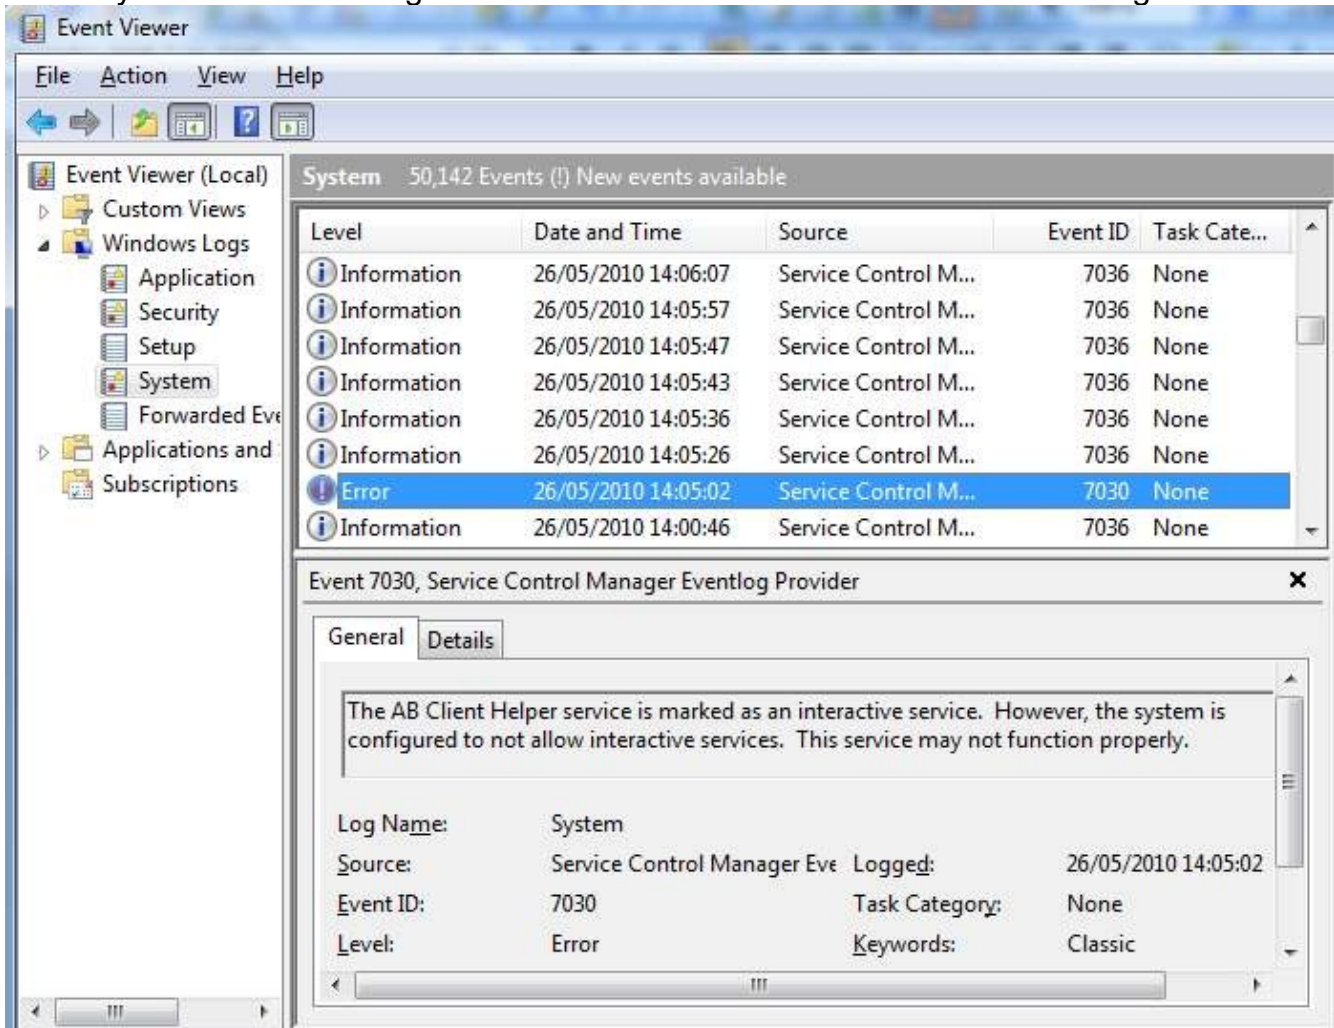 Event Viewer
File Action View Help
Event Viewer (Local)
Custom Views
Windows Logs
Application
Security
Setup
System
Forwarded Eve
Applications and
Subscriptions
System 50,142 Events (!) New events available
Level Date and Time Source Event ID Task Cate...
Information 26/05/2010 14:06:07 Service Control M... 7036 None
Information 26/05/2010 14:05:57 Service Control M... 7036 None
Information 26/05/2010 14:05:47 Service Control M... 7036 None
Information 26/05/2010 14:05:43 Service Control M... 7036 None
Information 26/05/2010 14:05:36 Service Control M... 7036 None
Information 26/05/2010 14:05:26 Service Control M... 7036 None
Error 26/05/2010 14:05:02 Service Control M... 7030 None
Information 26/05/2010 14:00:46 Service Control M... 7036 None
Event 7030, Service Control Manager Eventlog Provider
General Details
The AB Client Helper service is marked as an interactive service. However, the system is
configured to not allow interactive services. This service may not function properly.
Log Name: System
Source: Service Control Manager Eve Logged: 26/05/2010 14:05:02
Event ID: 7030 Task Category: None
Level: Error Keywords: Classic